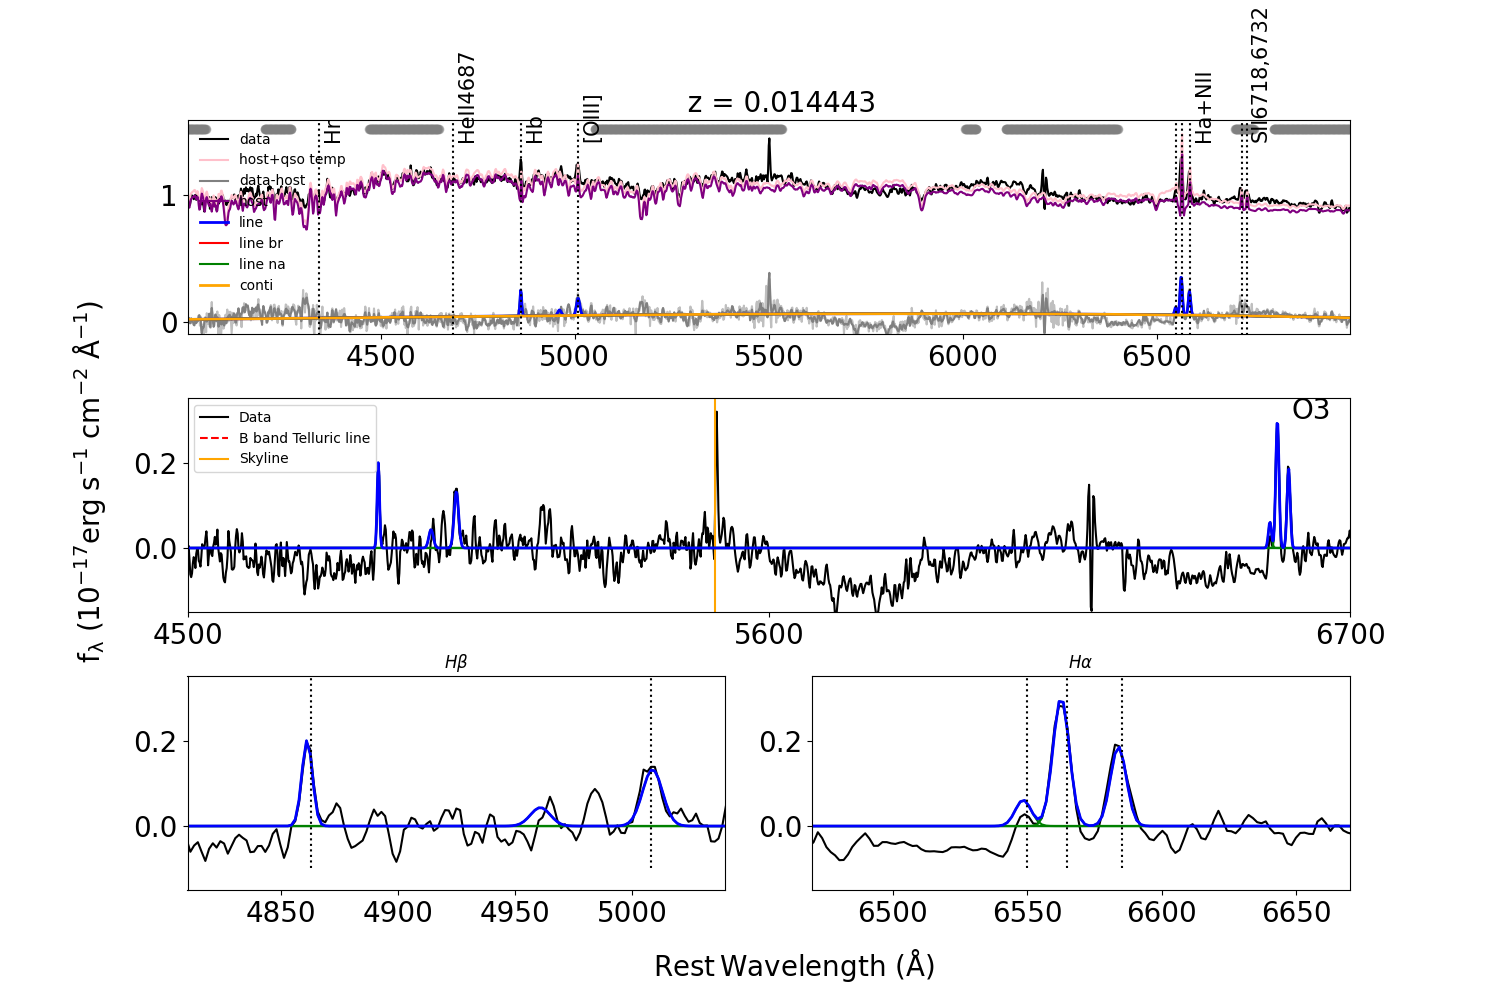 z = 0.014443
Hr
HeII4687
Hb
[OIII]
Ha+NII
SII6718,6732
data
host+qso temp
data-host
host
line
line br
line na
conti
1
0
4500 5000 5500 6000 6500
fλ (10−17erg s−1 cm−2 Å−1)
Data
B band Telluric line
Skyline
O3
0.2
0.0
4500 5600 6700
Hβ
0.2
0.0
4850 4900 4950 5000
Hα
0.2
0.0
6500 6550 6600 6650
Rest Wavelength (Å)